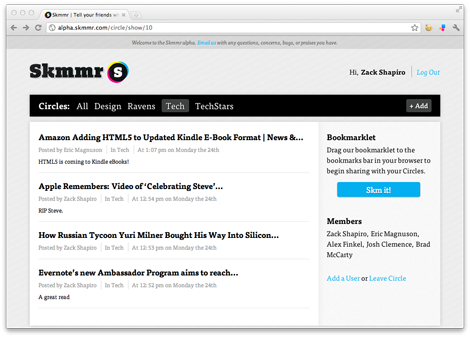 Skmmr | Tell your friends w
alpha.skmmr.com/circle/show/10
Welcome to the Skmmr alpha. Email us with any questions, concerns, bugs, or praises you have.
Skmmr S
Hi, Zack Shapiro | Log Out
Circles: All Design Ravens Tech TechStars + Add
Amazon Adding HTML5 to Updated Kindle E-Book Format | News &...
Posted by Eric Magnuson | In Tech | At 1:07 pm on Monday the 24th
HTML5 is coming to Kindle eBooks!
Apple Remembers: Video of ‘Celebrating Steve’...
Posted by Zack Shapiro | In Tech | At 12:54 pm on Monday the 24th
RIP Steve.
How Russian Tycoon Yuri Milner Bought His Way Into Silicon...
Posted by Zack Shapiro | In Tech | At 12:53 pm on Monday the 24th
Evernote's new Ambassador Program aims to reach...
Posted by Zack Shapiro | In Tech | At 12:52 pm on Monday the 24th
A great read
Bookmarklet
Drag our bookmarklet to the
bookmarks bar in your browser to
begin sharing with your Circles.
Skm it!
Members
Zack Shapiro, Eric Magnuson,
Alex Finkel, Josh Clemence, Brad
McCarty
Add a User or Leave Circle